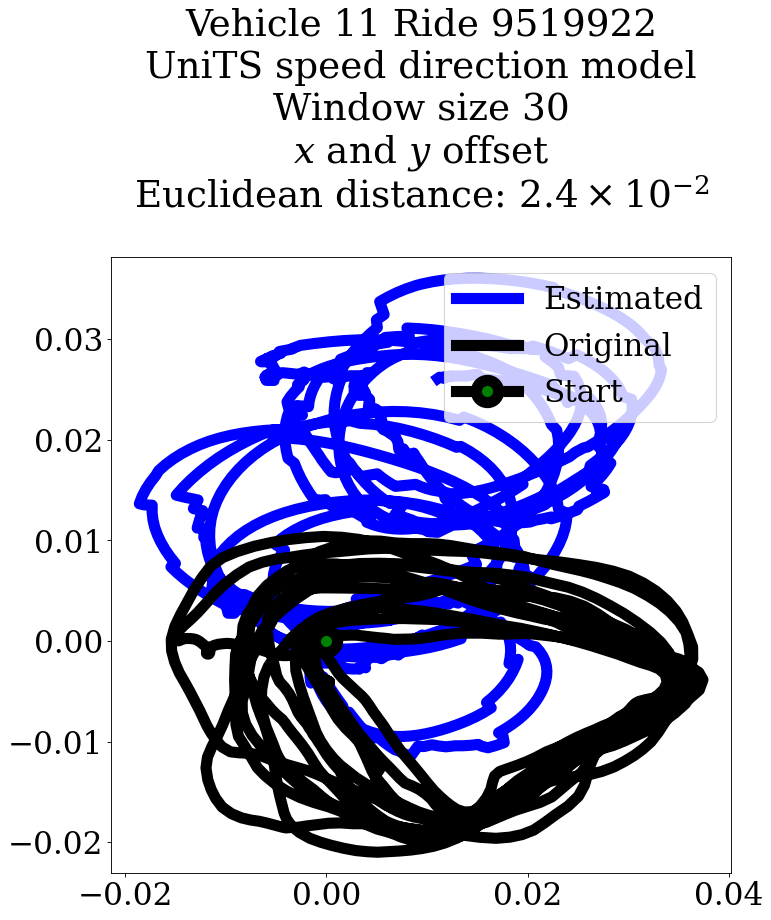 Vehicle 11 Ride 9519922
UniTS speed direction model
Window size 30
x and y offset
Euclidean distance: 2.4 × 10⁻²
Estimated
Original
Start
0.03
0.02
0.01
0.00
−0.01
−0.02
−0.02 0.00 0.02 0.04